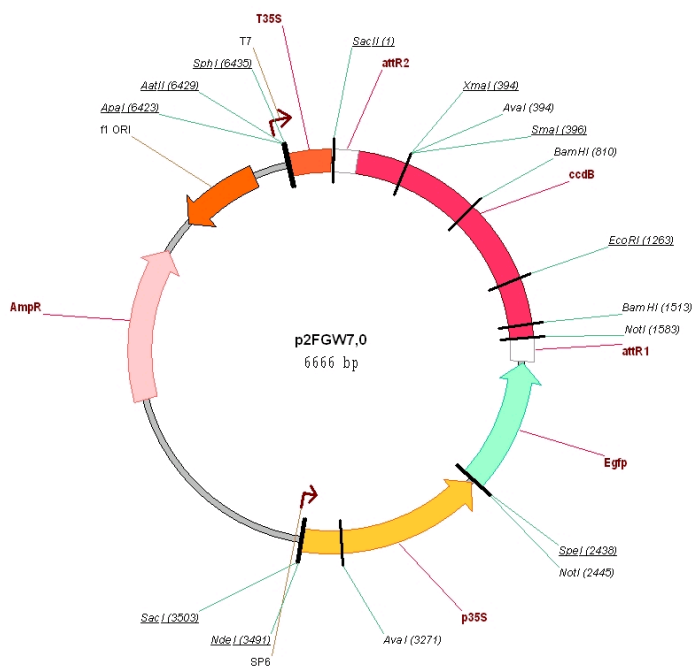 T35S
T7
SacII (1)
attR2
SphI (6435)
AatII (6429)
ApaI (6423)
f1 ORI
XmaI (394)
AvaI (394)
SmaI (396)
BamHI (810)
ccdB
EcoRI (1263)
BamHI (1513)
NotI (1583)
attR1
AmpR
p2FGW7,0
6666 bp
Egfp
SpeI (2438)
NotI (2445)
p35S
AvaI (3271)
SacI (3503)
NdeI (3491)
SP6